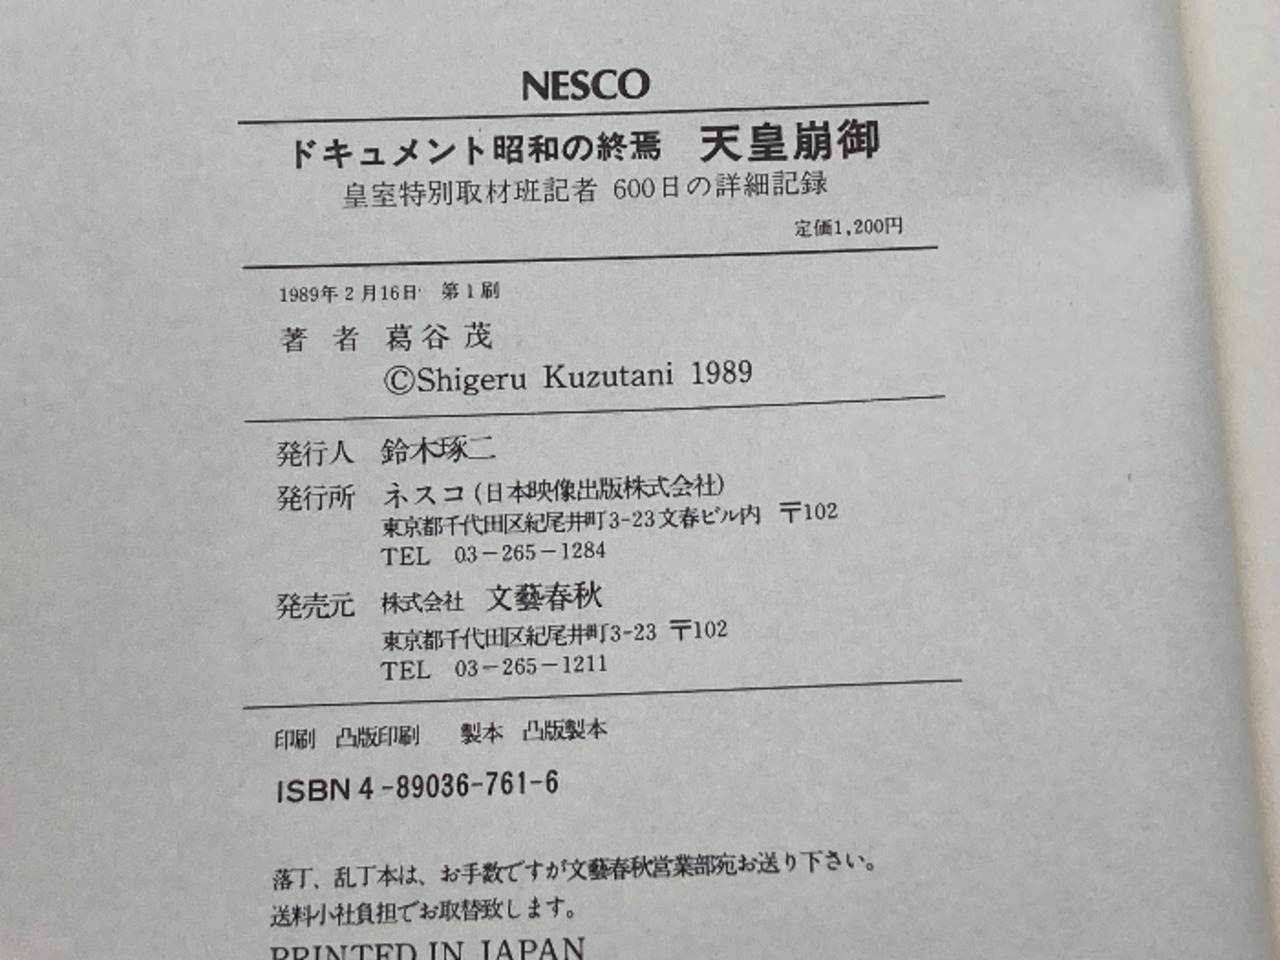 NESCO
ドキュメント昭和の終焉 天皇崩御
皇室特別取材班記者 600日の詳細記録
定価1,200円
1989年2月16日 第1刷
著 者 葛谷 茂
©Shigeru Kuzutani 1989
発行人 鈴木琢二
発行所 ネスコ(日本映像出版株式会社)
東京都千代田区紀尾井町3-23文春ビル内 〒102
TEL 03-265-1284
発売元 株式会社 文藝春秋
東京都千代田区紀尾井町3-23 〒102
TEL 03-265-1211
印刷 凸版印刷 製本 凸版製本
ISBN4-89036-761-6
落丁、乱丁本は、お手数ですが文藝春秋営業部宛お送り下さい。
送料小社負担でお取替致します。
PRINTED IN JAPAN